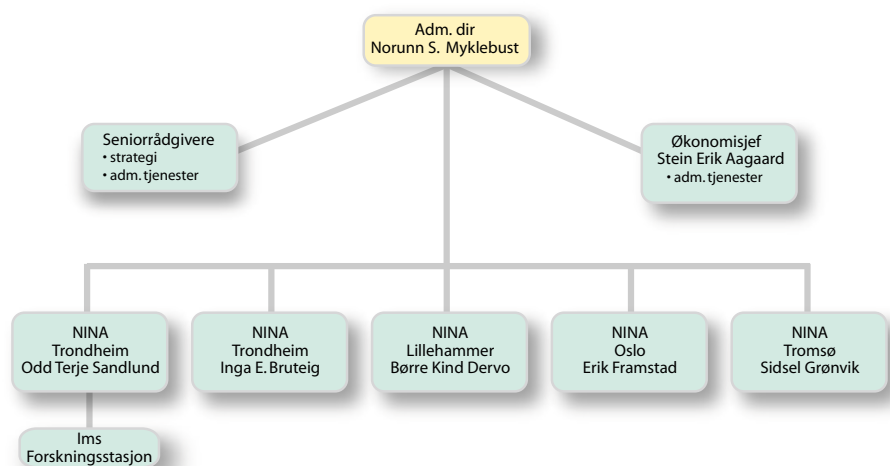 Adm. dir
Norunn S. Myklebust
Seniorrådgivere
• strategi
• adm. tjenester
Økonomisjef
Stein Erik Aagaard
• adm. tjenester
NINA
Trondheim
Odd Terje Sandlund
NINA
Trondheim
Inga E. Bruteig
NINA
Lillehammer
Børre Kind Dervo
NINA
Oslo
Erik Framstad
NINA
Tromsø
Sidsel Grønvik
Ims
Forskningsstasjon